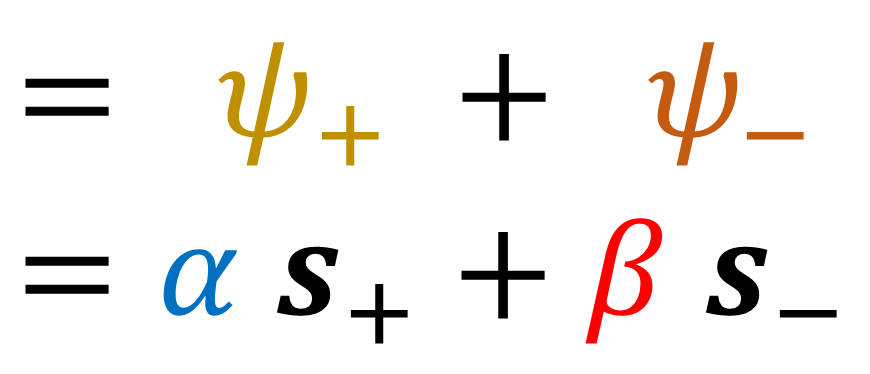 = ψ₊ + ψ₋
= α s₊ + β s₋